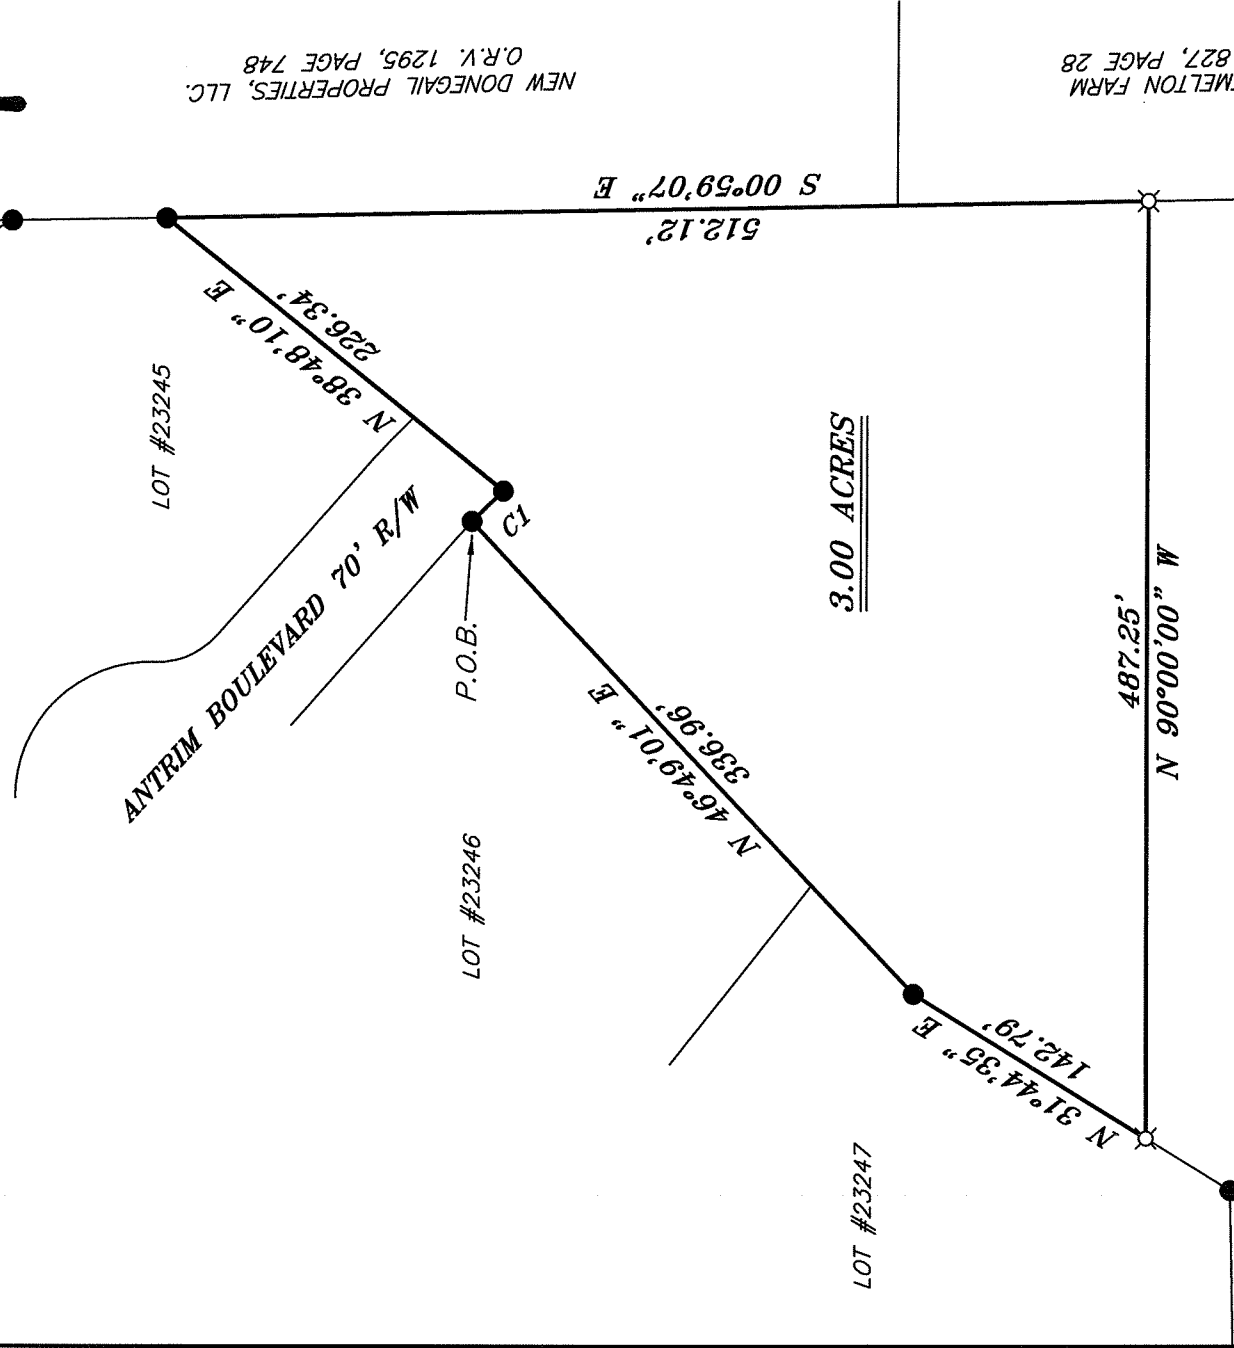 NEW DONEGAIL PROPERTIES, LLC.
O.R.V. 1295, PAGE 748
MELTON FARM
827, PAGE 28
S 00°59'07" E
512.12'
N 38°48'10" E
226.34'
LOT #23245
ANTRIM BOULEVARD 70' R/W
C1
P.O.B.
3.00 ACRES
N 46°49'01" E
336.96'
487.25'
N 90°00'00" W
LOT #23246
N 31°44'35" E
142.79'
LOT #23247